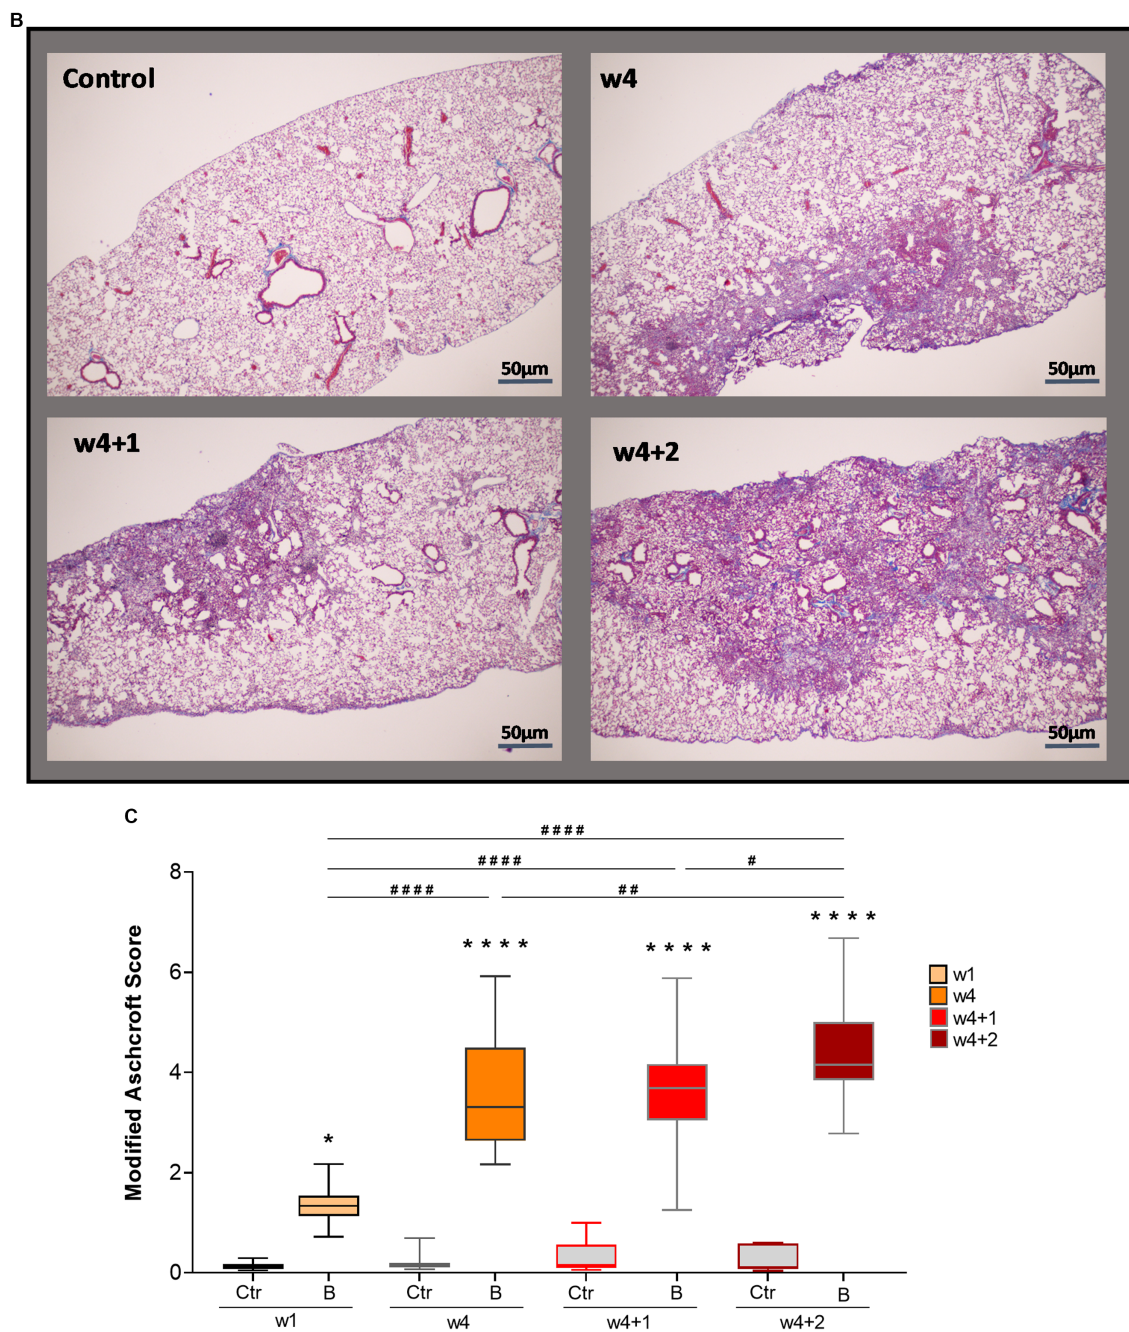 B
Control
w4
50μm
50μm
w4+1
w4+2
50μm
50μm
C
####
####
#
####
##
* * * *
* * * *
* * * *
*
8
6
4
2
0
Modified Aschcroft Score
w1
w4
w4+1
w4+2
Ctr
B
Ctr
B
Ctr
B
Ctr
B
w1
w4
w4+1
w4+2